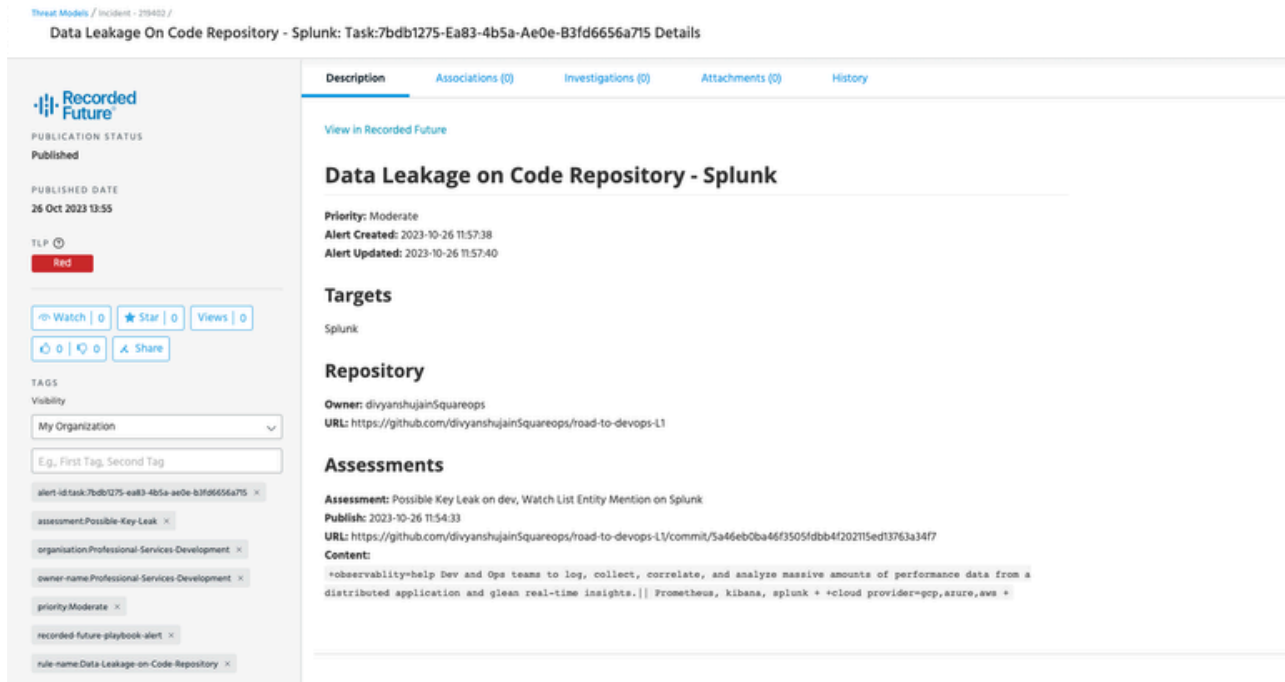 Threat Models / Incident - 219402 /
Data Leakage On Code Repository - Splunk: Task:7bdb1275-Ea83-4b5a-Ae0e-B3fd6656a715 Details
Recorded
Future
PUBLICATION STATUS
Published
PUBLISHED DATE
26 Oct 2023 13:55
TLP
Red
Watch | 0
Star | 0
Views | 0
0 | 0
Share
TAGS
Visibility
My Organization
E.g., First Tag, Second Tag
alert-id:task:7bdb1275-ea83-4b5a-ae0e-b3fd6656a715 ×
assessment:Possible-Key-Leak ×
organisation:Professional-Services-Development ×
owner-name:Professional-Services-Development ×
priority:Moderate ×
recorded-future-playbook-alert ×
rule-name:Data-Leakage-on-Code-Repository ×
Description
Associations (0)
Investigations (0)
Attachments (0)
History
View in Recorded Future
Data Leakage on Code Repository - Splunk
Priority: Moderate
Alert Created: 2023-10-26 11:57:38
Alert Updated: 2023-10-26 11:57:40
Targets
Splunk
Repository
Owner: divyanshujainSquareops
URL: https://github.com/divyanshujainSquareops/road-to-devops-L1
Assessments
Assessment: Possible Key Leak on dev, Watch List Entity Mention on Splunk
Publish: 2023-10-26 11:54:33
URL: https://github.com/divyanshujainSquareops/road-to-devops-L1/commit/5a46eb0ba46f3505fdbb4f202115ed13763a34f7
Content:
+observablity=help Dev and Ops teams to log, collect, correlate, and analyze massive amounts of performance data from a
distributed application and glean real-time insights.|| Prometheus, kibana, splunk + +cloud provider=gcp,azure,aws +